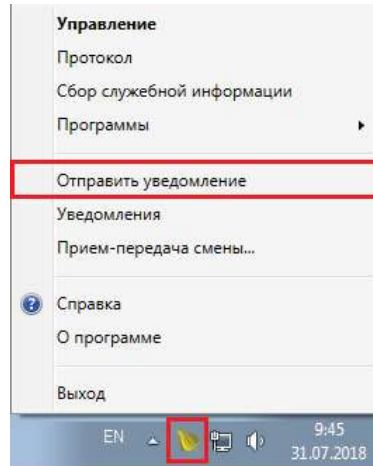 Управление
Протокол
Сбор служебной информации
Программы
Отправить уведомление
Уведомления
Прием-передача смены...
Справка
О программе
Выход
EN
9:45
31.07.2018